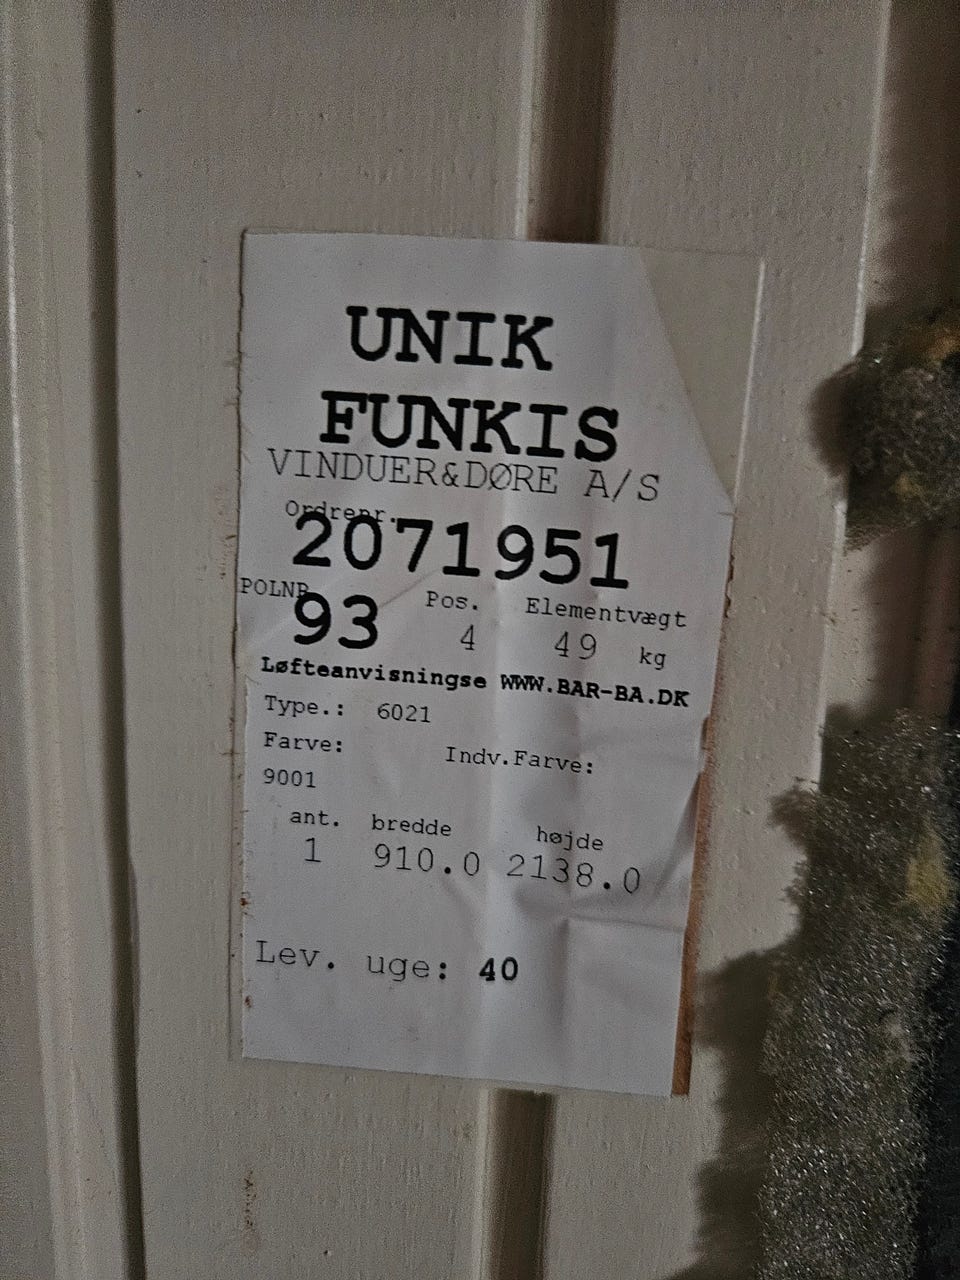 UNIK
FUNKIS
VINDUER&DØRE A/S
Ordrenr.
2071951
POLNR Pos. Elementvægt
93 4 49 kg
Løfteanvisningse WWW.BAR-BA.DK
Type.: 6021
Farve: Indv.Farve:
9001
ant. bredde højde
1 910.0 2138.0
Lev. uge: 40